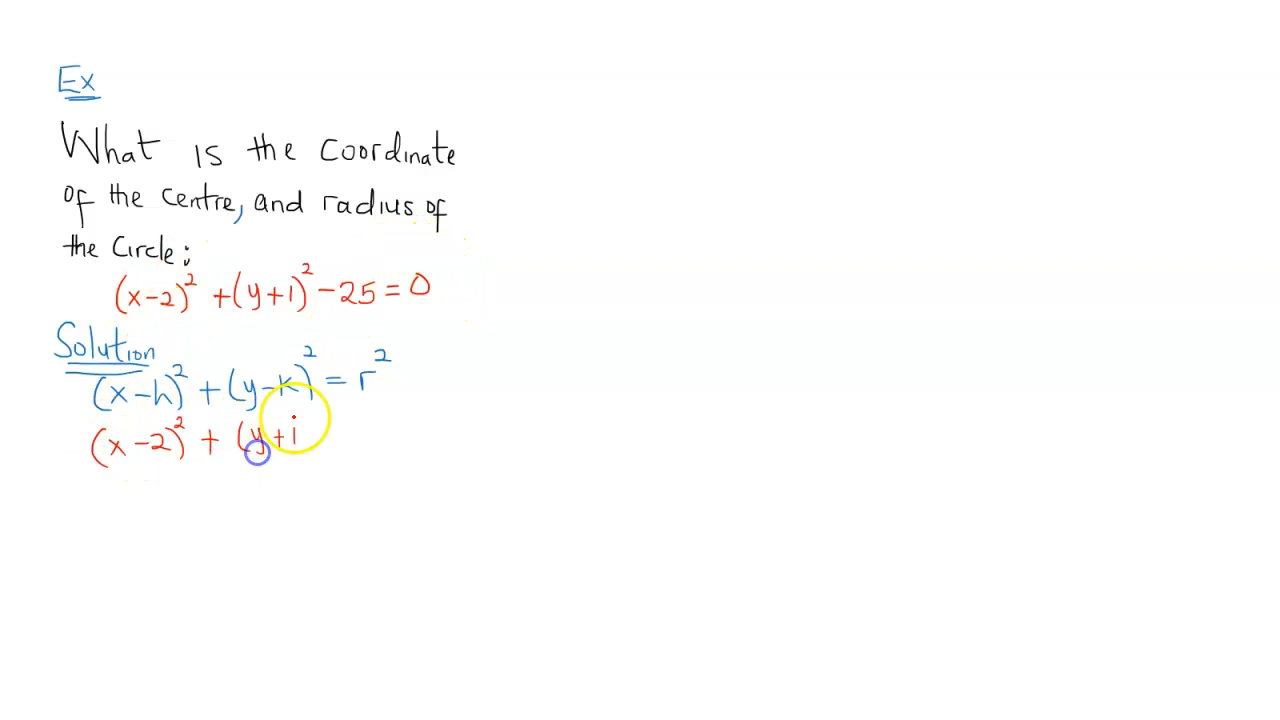 Ex
What is the coordinate
of the centre, and radius of
the Circle:
(x-2)² + (y+1)² - 25 = 0
Solution
(x-h)² + (y-k)² = r²
(x-2)² + (y+1